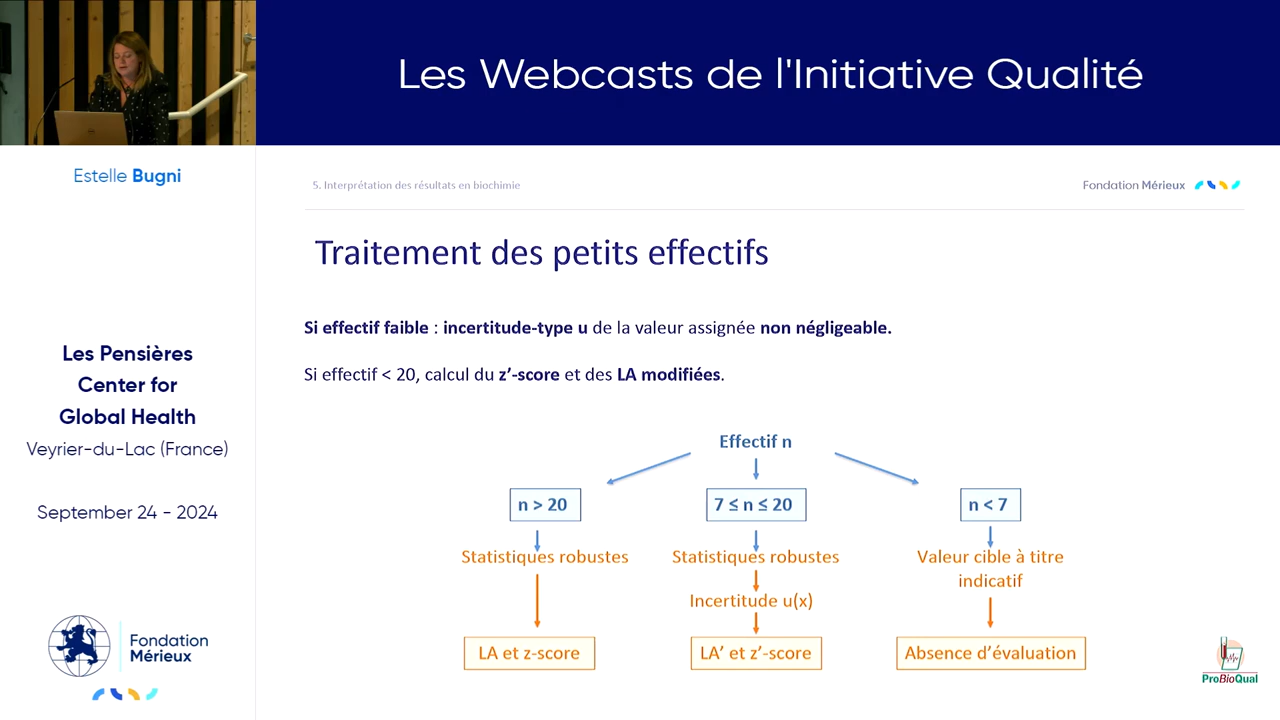 Les Webcasts de l'Initiative Qualité
Estelle Bugni
5. Interprétation des résultats en biochimie
Fondation Mérieux
Traitement des petits effectifs
Si effectif faible : incertitude-type u de la valeur assignée non négligeable.
Si effectif < 20, calcul du z’-score et des LA modifiées.
Les Pensières
Center for
Global Health
Veyrier-du-Lac (France)
September 24 - 2024
Effectif n
n > 20
7 ≤ n ≤ 20
n < 7
Statistiques robustes
Statistiques robustes
Valeur cible à titre
indicatif
Incertitude u(x)
LA et z-score
LA’ et z’-score
Absence d’évaluation
Fondation
Mérieux
ProBioQual